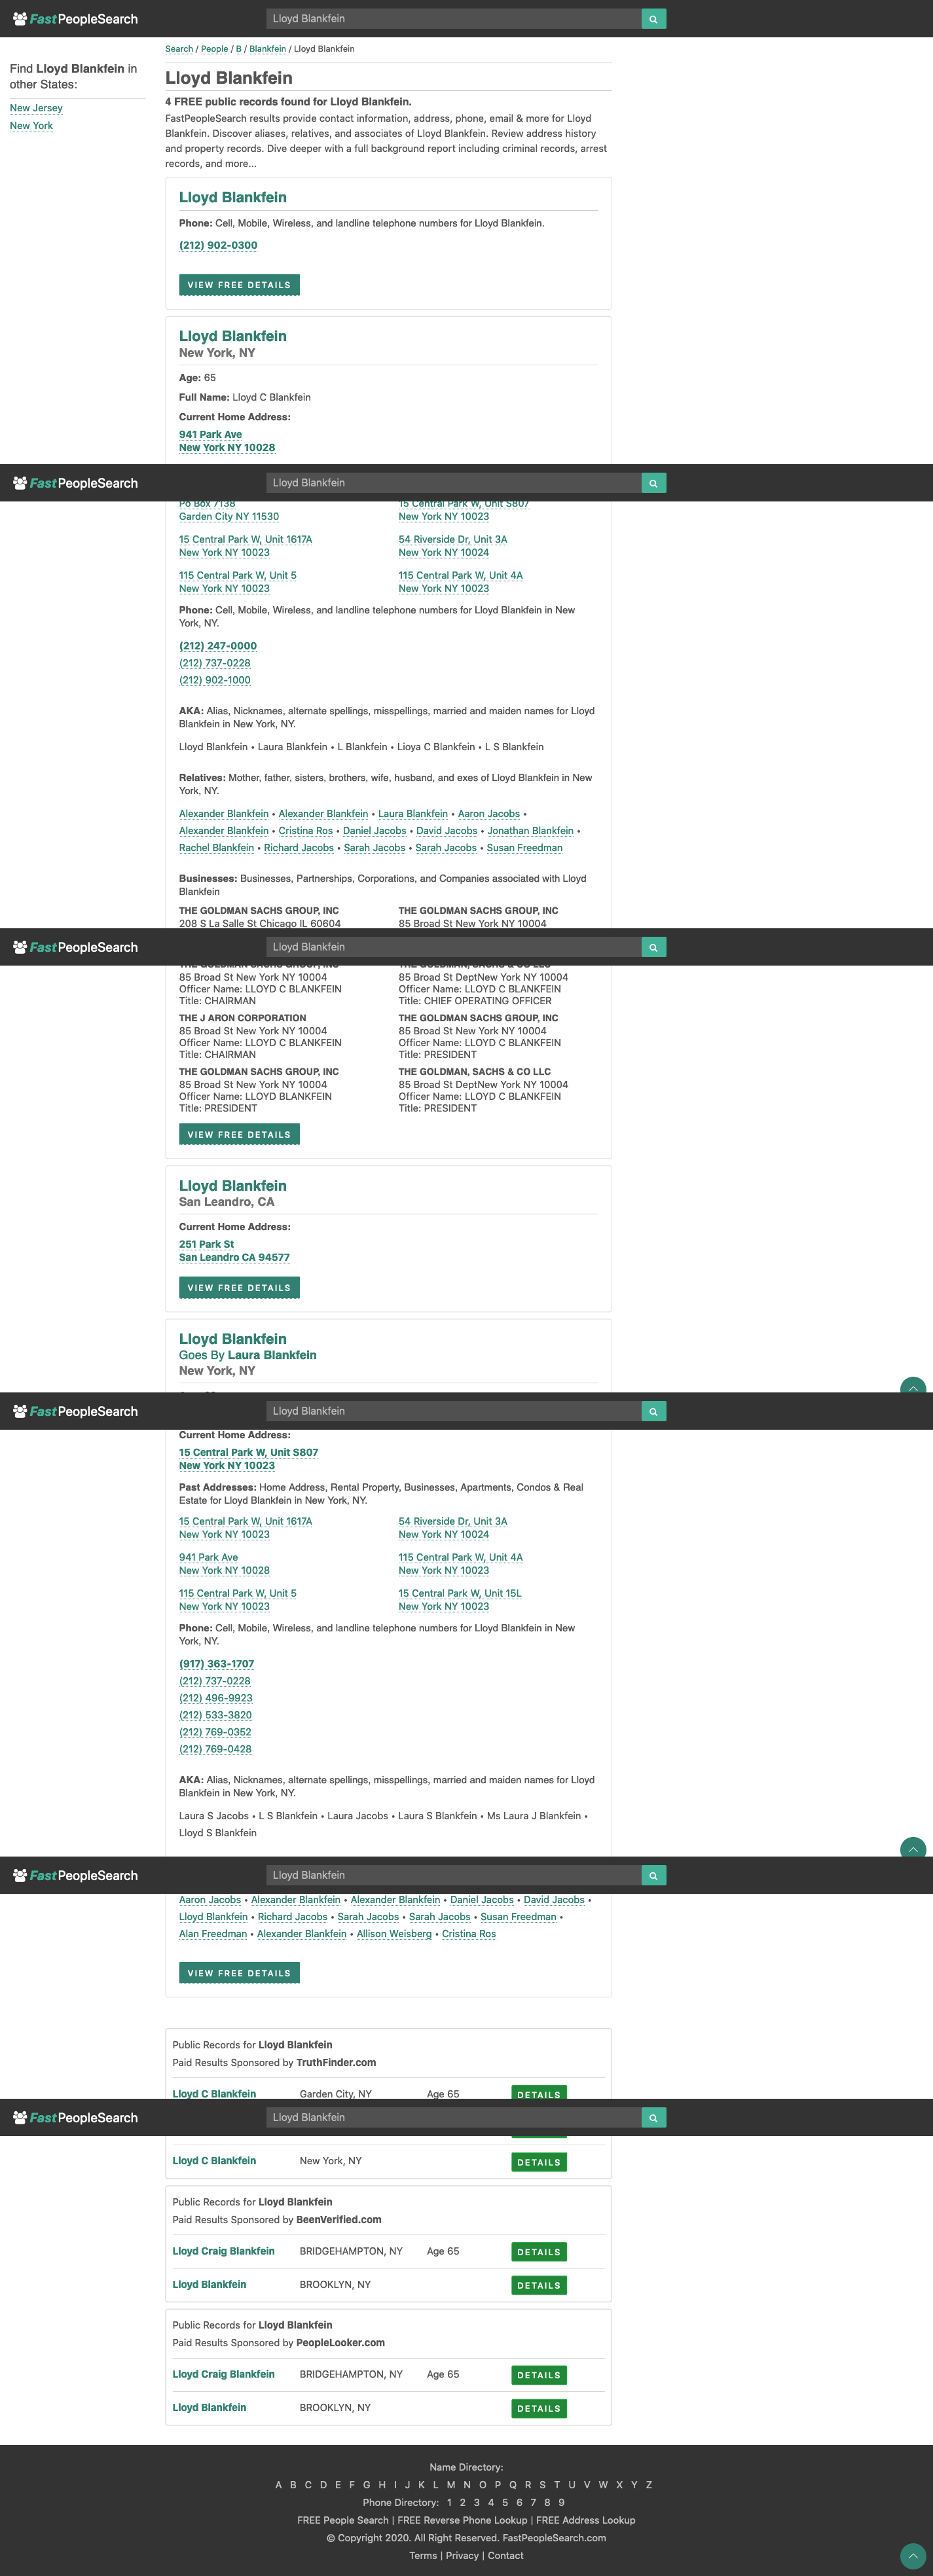 FastPeopleSearch
Lloyd Blankfein
Search / People / B / Blankfein / Lloyd Blankfein
Find Lloyd Blankfein in
other States:
New Jersey
New York
Lloyd Blankfein
4 FREE public records found for Lloyd Blankfein.
FastPeopleSearch results provide contact information, address, phone, email & more for Lloyd
Blankfein. Discover aliases, relatives, and associates of Lloyd Blankfein. Review address history
and property records. Dive deeper with a full background report including criminal records, arrest
records, and more...
Lloyd Blankfein
Phone: Cell, Mobile, Wireless, and landline telephone numbers for Lloyd Blankfein.
(212) 902-0300
VIEW FREE DETAILS
Lloyd Blankfein
New York, NY
Age: 65
Full Name: Lloyd C Blankfein
Current Home Address:
941 Park Ave
New York NY 10028
FastPeopleSearch
Lloyd Blankfein
Po Box 7138
Garden City NY 11530
15 Central Park W, Unit S807
New York NY 10023
15 Central Park W, Unit 1617A
New York NY 10023
54 Riverside Dr, Unit 3A
New York NY 10024
115 Central Park W, Unit 5
New York NY 10023
115 Central Park W, Unit 4A
New York NY 10023
Phone: Cell, Mobile, Wireless, and landline telephone numbers for Lloyd Blankfein in New
York, NY.
(212) 247-0000
(212) 737-0228
(212) 902-1000
AKA: Alias, Nicknames, alternate spellings, misspellings, married and maiden names for Lloyd
Blankfein in New York, NY.
Lloyd Blankfein • Laura Blankfein • L Blankfein • Lioya C Blankfein • L S Blankfein
Relatives: Mother, father, sisters, brothers, wife, husband, and exes of Lloyd Blankfein in New
York, NY.
Alexander Blankfein • Alexander Blankfein • Laura Blankfein • Aaron Jacobs •
Alexander Blankfein • Cristina Ros • Daniel Jacobs • David Jacobs • Jonathan Blankfein •
Rachel Blankfein • Richard Jacobs • Sarah Jacobs • Sarah Jacobs • Susan Freedman
Businesses: Businesses, Partnerships, Corporations, and Companies associated with Lloyd
Blankfein
THE GOLDMAN SACHS GROUP, INC
208 S La Salle St Chicago IL 60604
THE GOLDMAN SACHS GROUP, INC
85 Broad St New York NY 10004
FastPeopleSearch
Lloyd Blankfein
THE GOLDMAN SACHS GROUP, INC
85 Broad St New York NY 10004
Officer Name: LLOYD C BLANKFEIN
Title: CHAIRMAN
THE GOLDMAN, SACHS & CO LLC
85 Broad St DeptNew York NY 10004
Officer Name: LLOYD C BLANKFEIN
Title: CHIEF OPERATING OFFICER
THE J ARON CORPORATION
85 Broad St New York NY 10004
Officer Name: LLOYD C BLANKFEIN
Title: CHAIRMAN
THE GOLDMAN SACHS GROUP, INC
85 Broad St New York NY 10004
Officer Name: LLOYD C BLANKFEIN
Title: PRESIDENT
THE GOLDMAN SACHS GROUP, INC
85 Broad St New York NY 10004
Officer Name: LLOYD BLANKFEIN
Title: PRESIDENT
THE GOLDMAN, SACHS & CO LLC
85 Broad St DeptNew York NY 10004
Officer Name: LLOYD C BLANKFEIN
Title: PRESIDENT
VIEW FREE DETAILS
Lloyd Blankfein
San Leandro, CA
Current Home Address:
251 Park St
San Leandro CA 94577
VIEW FREE DETAILS
Lloyd Blankfein
Goes By Laura Blankfein
New York, NY
FastPeopleSearch
Lloyd Blankfein
Current Home Address:
15 Central Park W, Unit S807
New York NY 10023
Past Addresses: Home Address, Rental Property, Businesses, Apartments, Condos & Real
Estate for Lloyd Blankfein in New York, NY.
15 Central Park W, Unit 1617A
New York NY 10023
54 Riverside Dr, Unit 3A
New York NY 10024
941 Park Ave
New York NY 10028
115 Central Park W, Unit 4A
New York NY 10023
115 Central Park W, Unit 5
New York NY 10023
15 Central Park W, Unit 15L
New York NY 10023
Phone: Cell, Mobile, Wireless, and landline telephone numbers for Lloyd Blankfein in New
York, NY.
(917) 363-1707
(212) 737-0228
(212) 496-9923
(212) 533-3820
(212) 769-0352
(212) 769-0428
AKA: Alias, Nicknames, alternate spellings, misspellings, married and maiden names for Lloyd
Blankfein in New York, NY.
Laura S Jacobs • L S Blankfein • Laura Jacobs • Laura S Blankfein • Ms Laura J Blankfein •
Lloyd S Blankfein
FastPeopleSearch
Lloyd Blankfein
Aaron Jacobs • Alexander Blankfein • Alexander Blankfein • Daniel Jacobs • David Jacobs •
Lloyd Blankfein • Richard Jacobs • Sarah Jacobs • Sarah Jacobs • Susan Freedman •
Alan Freedman • Alexander Blankfein • Allison Weisberg • Cristina Ros
VIEW FREE DETAILS
Public Records for Lloyd Blankfein
Paid Results Sponsored by TruthFinder.com
Lloyd C Blankfein Garden City, NY Age 65 DETAILS
FastPeopleSearch
Lloyd Blankfein
Lloyd C Blankfein New York, NY DETAILS
Public Records for Lloyd Blankfein
Paid Results Sponsored by BeenVerified.com
Lloyd Craig Blankfein BRIDGEHAMPTON, NY Age 65 DETAILS
Lloyd Blankfein BROOKLYN, NY DETAILS
Public Records for Lloyd Blankfein
Paid Results Sponsored by PeopleLooker.com
Lloyd Craig Blankfein BRIDGEHAMPTON, NY Age 65 DETAILS
Lloyd Blankfein BROOKLYN, NY DETAILS
Name Directory:
A B C D E F G H I J K L M N O P Q R S T U V W X Y Z
Phone Directory: 1 2 3 4 5 6 7 8 9
FREE People Search | FREE Reverse Phone Lookup | FREE Address Lookup
© Copyright 2020. All Right Reserved. FastPeopleSearch.com
Terms | Privacy | Contact